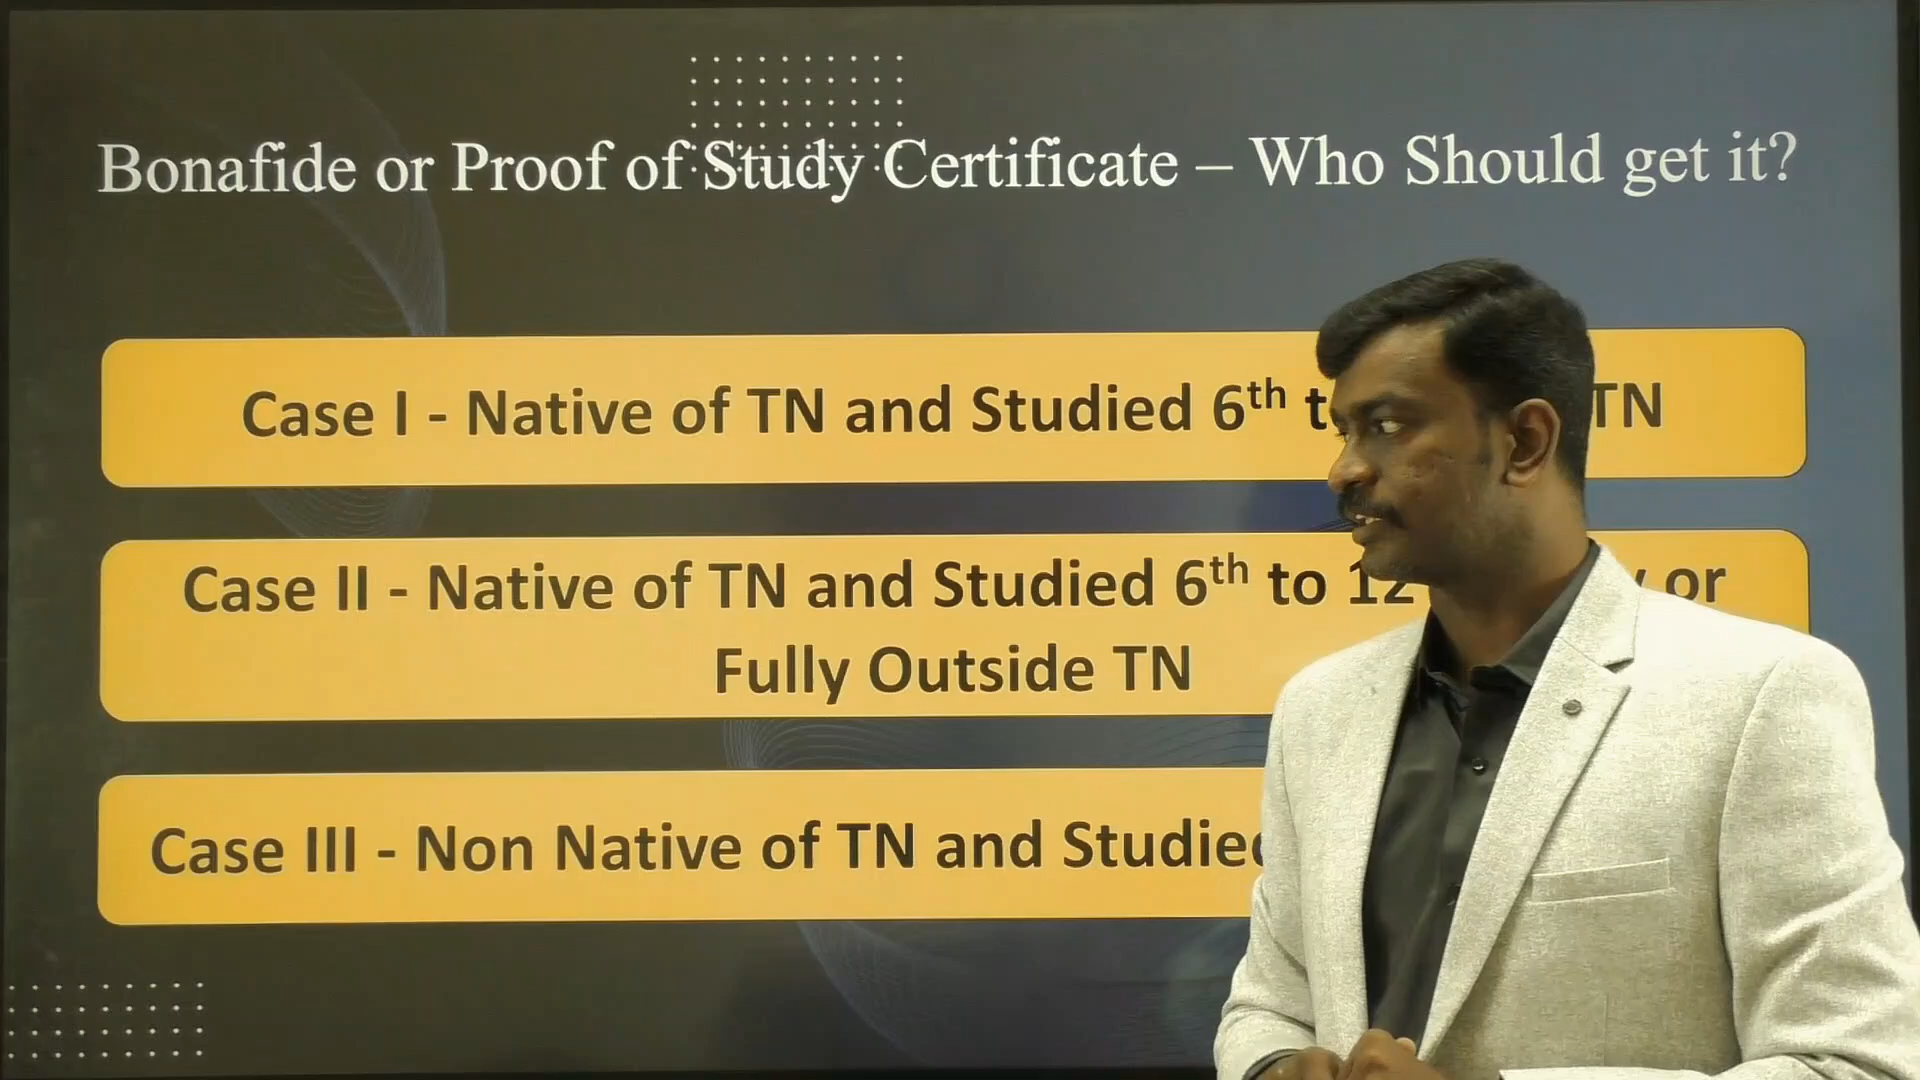 Bonafide or Proof of Study Certificate – Who Should get it?
Case I - Native of TN and Studied 6th TN
Case II - Native of TN and Studied 6th to 12 or
Fully Outside TN
Case III - Non Native of TN and